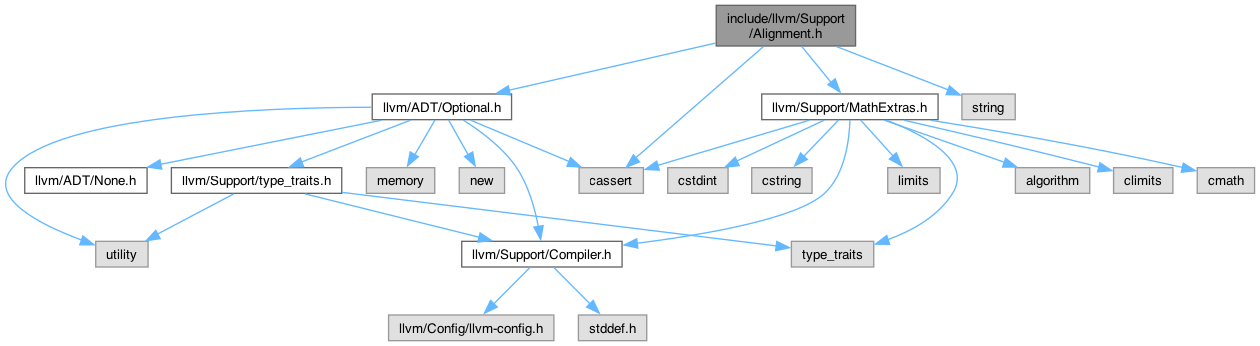 include/llvm/Support
/Alignment.h
llvm/ADT/Optional.h
llvm/Support/MathExtras.h
string
llvm/ADT/None.h
llvm/Support/type_traits.h
memory
new
cassert
cstdint
cstring
limits
algorithm
climits
cmath
utility
llvm/Support/Compiler.h
type_traits
llvm/Config/llvm-config.h
stddef.h